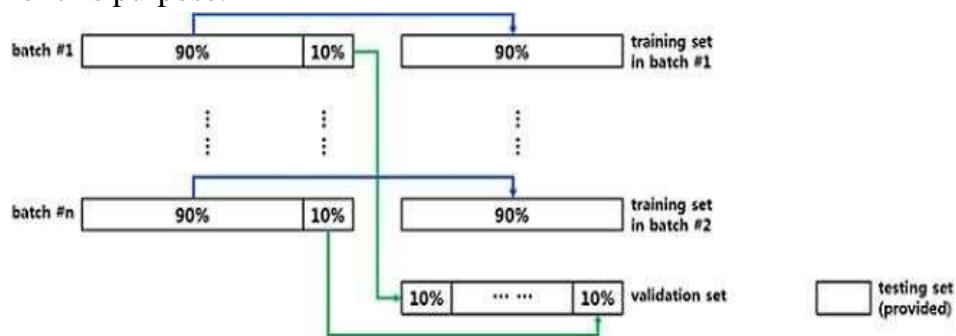 batch #1 90% 10% 90% training set
in batch #1
batch #n 90% 10% 90% training set
in batch #2
10% ... ... 10% validation set testing set
(provided)